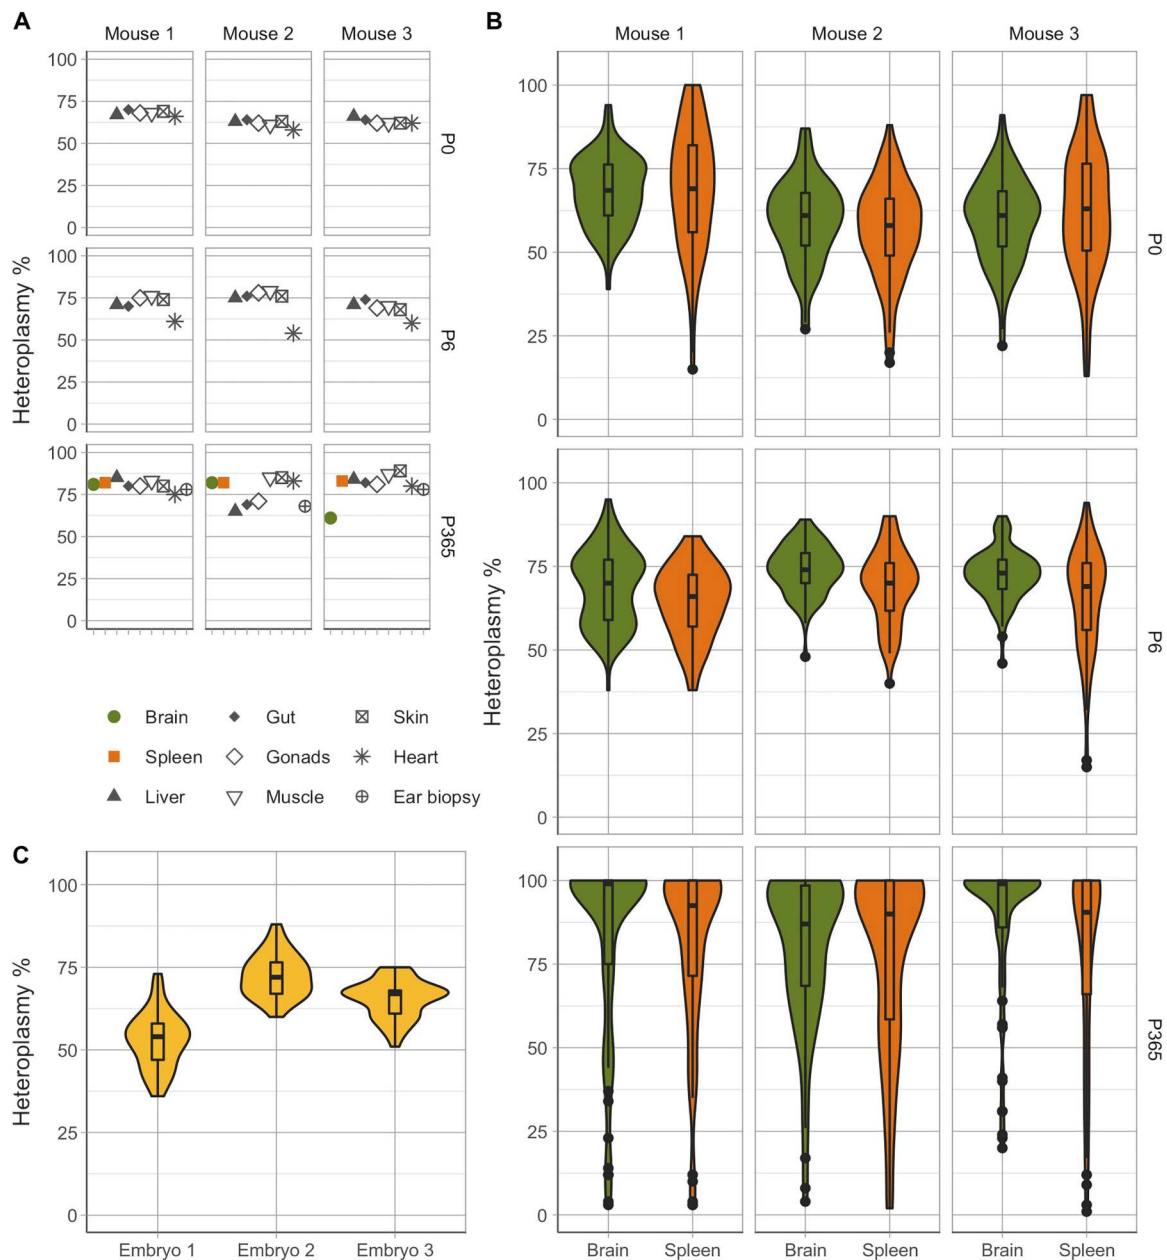 A
Mouse 1 Mouse 2 Mouse 3
Heteroplasmy %
100
75
50
25
0
P0
100
75
50
25
0
P6
100
75
50
25
0
P365
Brain Gut Skin
Spleen Gonads Heart
Liver Muscle Ear biopsy
B
Mouse 1 Mouse 2 Mouse 3
Heteroplasmy %
100
75
50
25
0
P0
100
75
50
25
0
P6
100
75
50
25
0
P365
Brain Spleen Brain Spleen Brain Spleen
C
Heteroplasmy %
100
75
50
25
0
Embryo 1 Embryo 2 Embryo 3